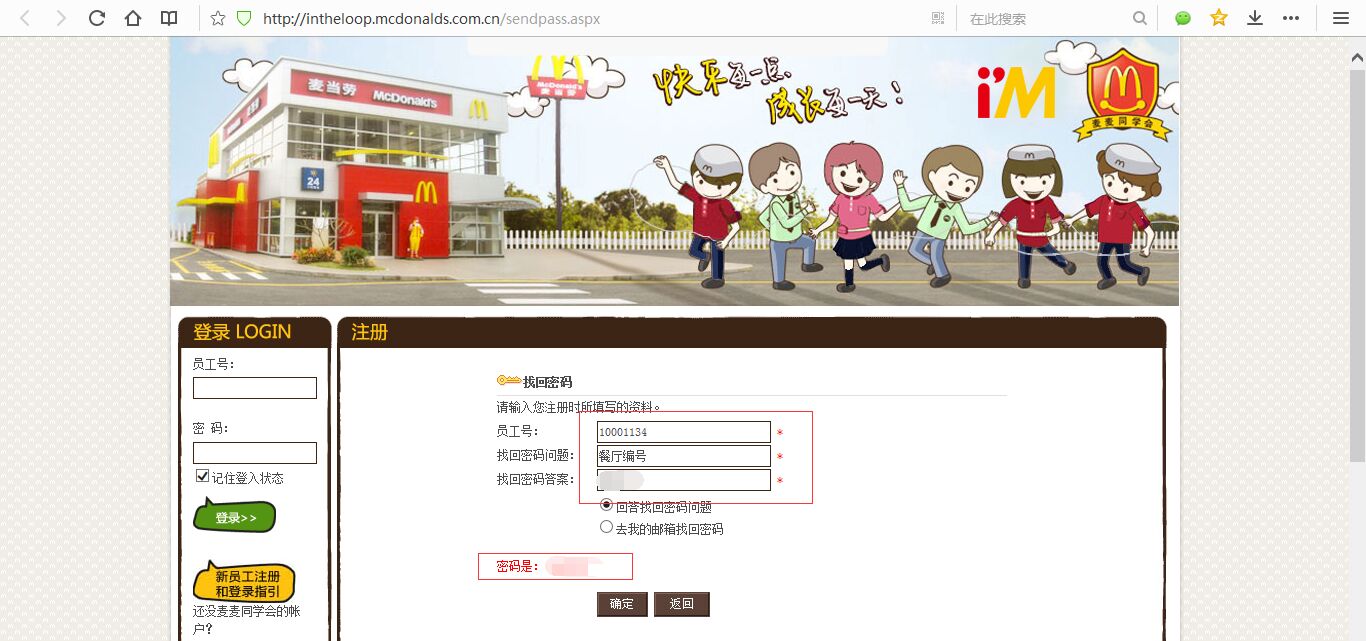 http://intheloop.mcdonalds.com.cn/sendpass.aspx
在此搜索
麦当劳 McDonald's
McDonald's
麦当劳
24
快乐每一点,
成长每一天!
i'M
麦麦同学会
登录 LOGIN
员工号:
密 码:
记住登入状态
登录>>
新员工注册
和登录指引
还没麦麦同学会的帐
户?
注册
找回密码
请输入您注册时所填写的资料。
员工号: 10001134 *
找回密码问题: 餐厅编号 *
找回密码答案: *
回答找回密码问题
去我的邮箱找回密码
密码是:
确定 返回